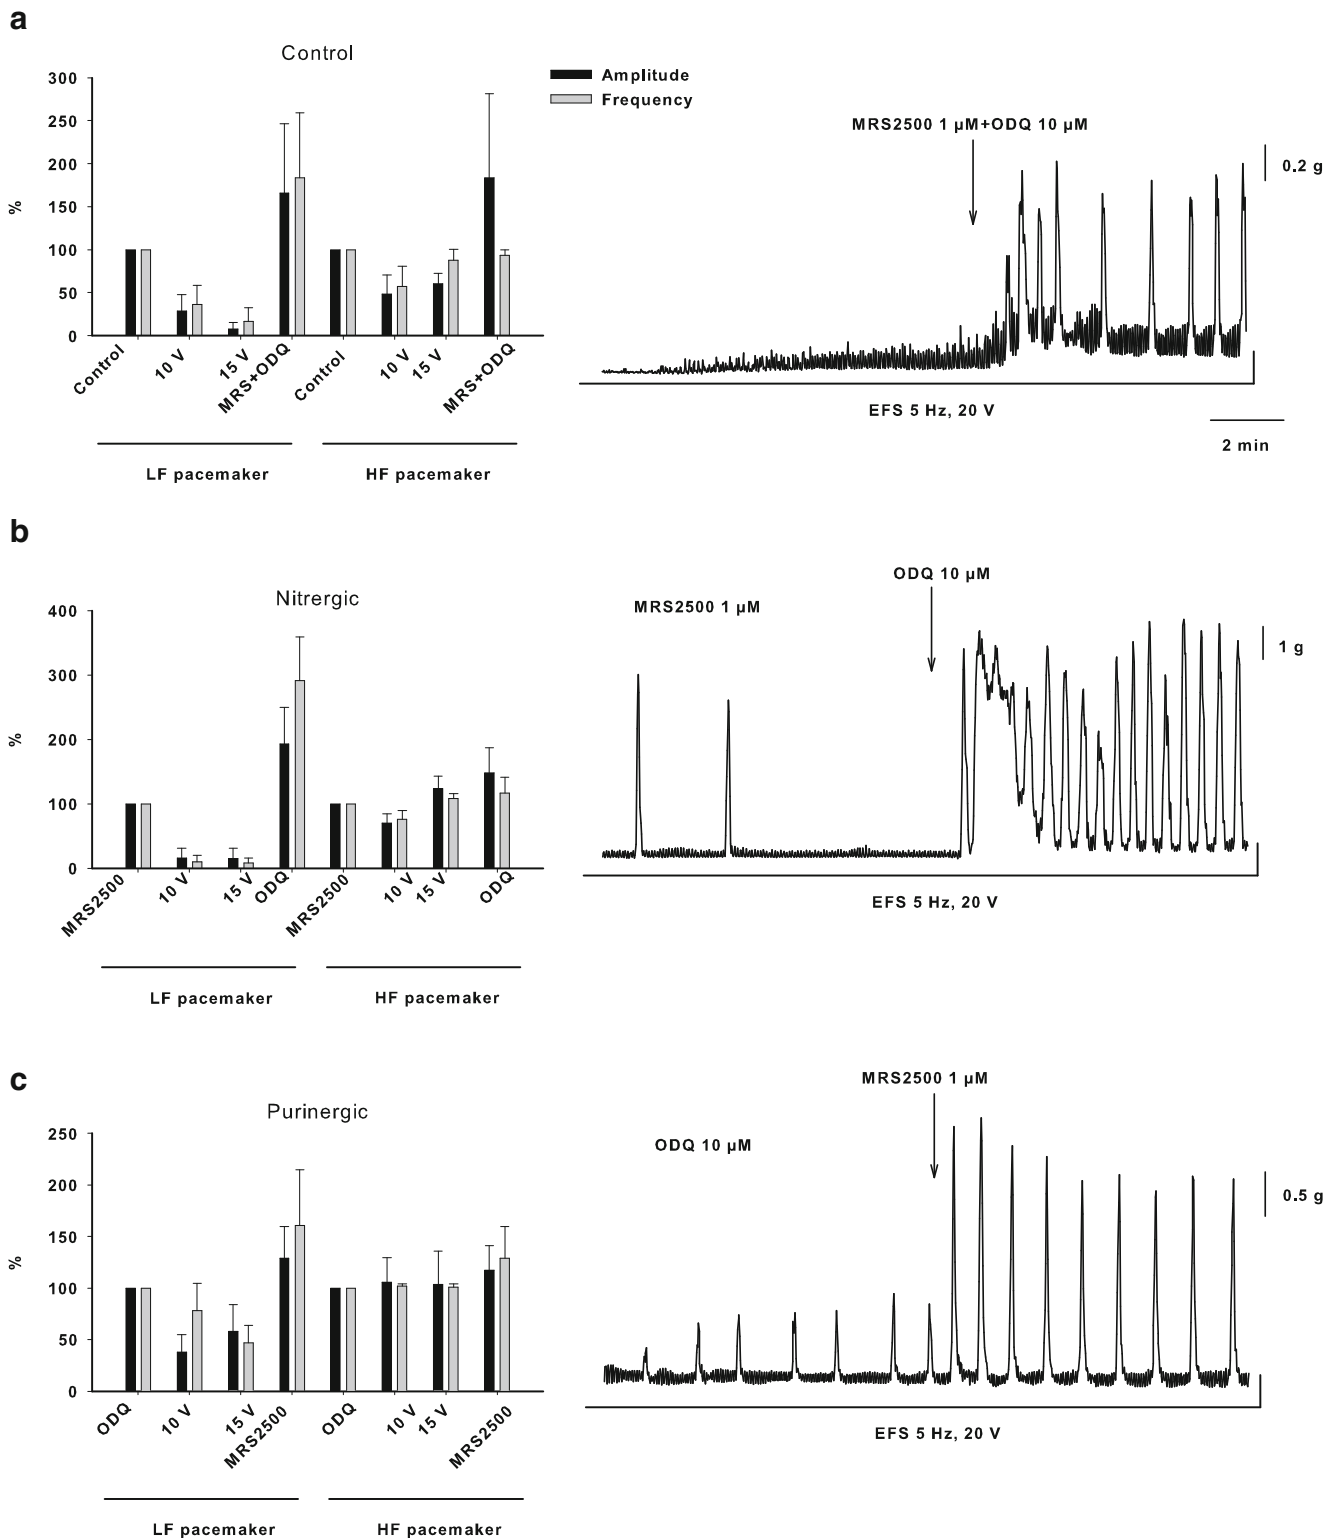 a
Control
Amplitude
Frequency
300
250
200
150
100
50
0
%
Control
10 V
15 V
MRS+ODQ
Control
10 V
15 V
MRS+ODQ
LF pacemaker
HF pacemaker
MRS2500 1 µM+ODQ 10 µM
0.2 g
EFS 5 Hz, 20 V
2 min
b
Nitrergic
400
300
200
100
0
%
MRS2500
10 V
15 V
ODQ
MRS2500
10 V
15 V
ODQ
LF pacemaker
HF pacemaker
MRS2500 1 µM
ODQ 10 µM
1 g
EFS 5 Hz, 20 V
c
Purinergic
250
200
150
100
50
0
%
ODQ
10 V
15 V
MRS2500
ODQ
10 V
15 V
MRS2500
LF pacemaker
HF pacemaker
ODQ 10 µM
MRS2500 1 µM
0.5 g
EFS 5 Hz, 20 V